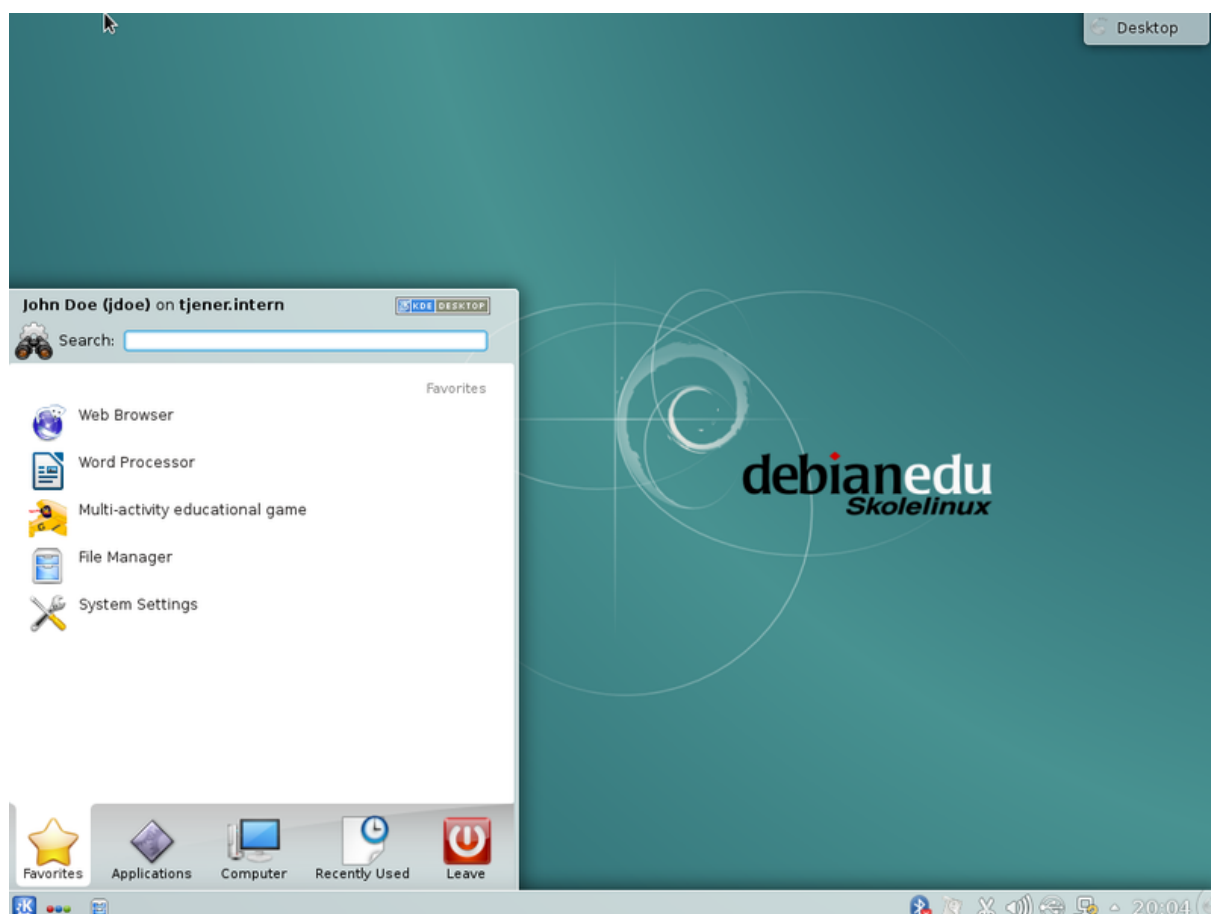 Desktop
John Doe (jdoe) on tjener.intern
KDE DESKTOP
Search:
Favorites
Web Browser
Word Processor
Multi-activity educational game
File Manager
System Settings
debianedu
Skolelinux
Favorites Applications Computer Recently Used Leave
20:04